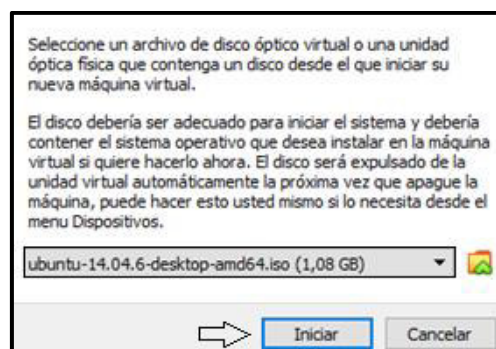 Seleccione un archivo de disco óptico virtual o una unidad
óptica física que contenga un disco desde el que iniciar su
nueva máquina virtual.
El disco debería ser adecuado para iniciar el sistema y debería
contener el sistema operativo que desea instalar en la máquina
virtual si quiere hacerlo ahora. El disco será expulsado de la
unidad virtual automáticamente la próxima vez que apague la
máquina, puede hacer esto usted mismo si lo necesita desde el
menu Dispositivos.
ubuntu-14.04.6-desktop-amd64.iso (1,08 GB)
Iniciar Cancelar